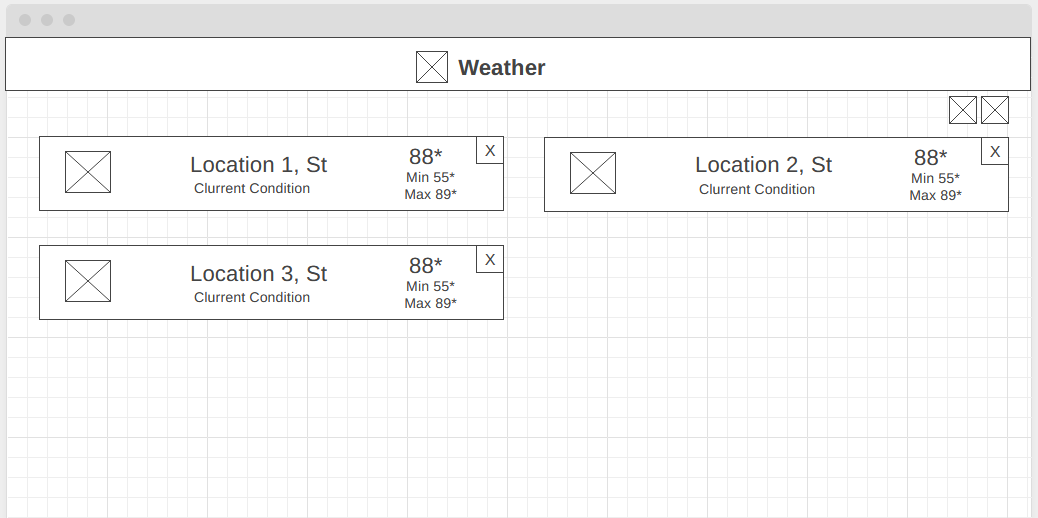 Weather
Location 1, St
Clurrent Condition
88*
Min 55*
Max 89*
X
Location 2, St
Clurrent Condition
88*
Min 55*
Max 89*
X
Location 3, St
Clurrent Condition
88*
Min 55*
Max 89*
X